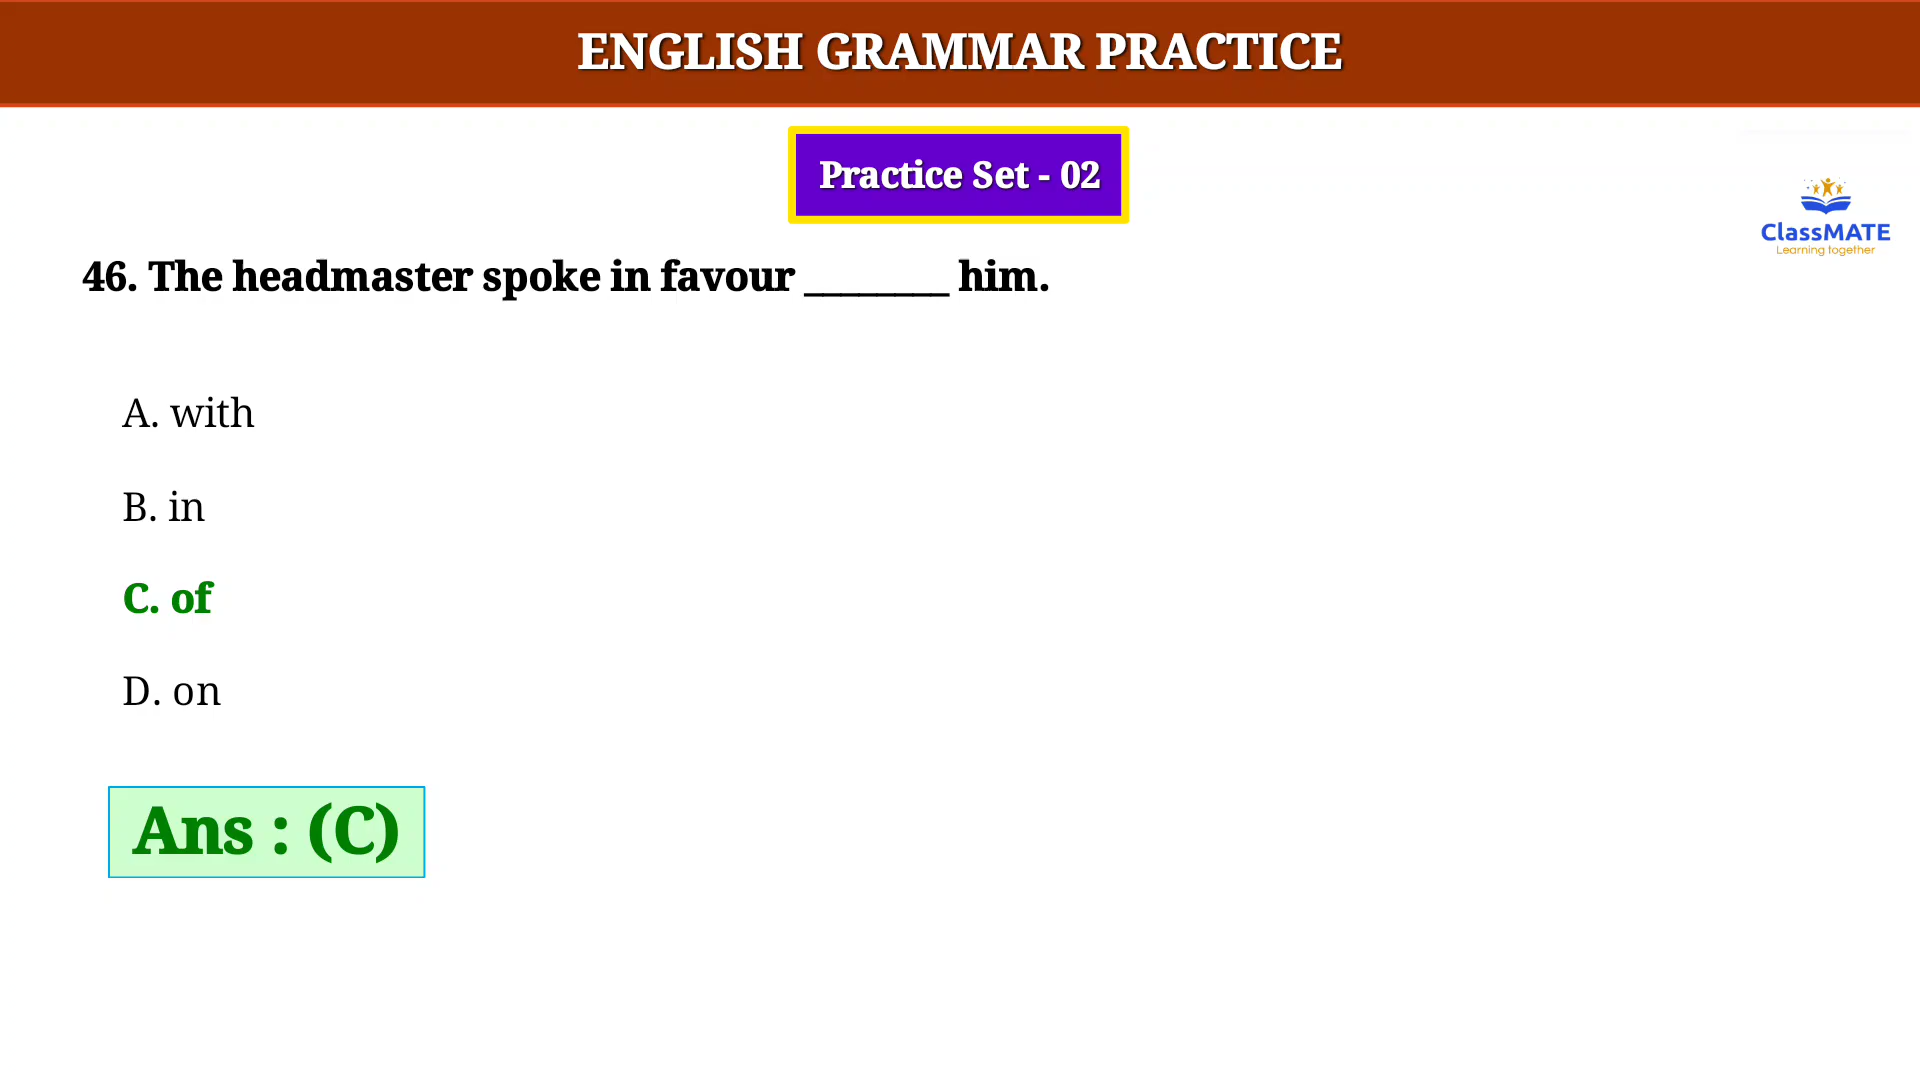 ENGLISH GRAMMAR PRACTICE
Practice Set - 02
ClassMATE
Learning together
46. The headmaster spoke in favour ________ him.
A. with
B. in
C. of
D. on
Ans : (C)